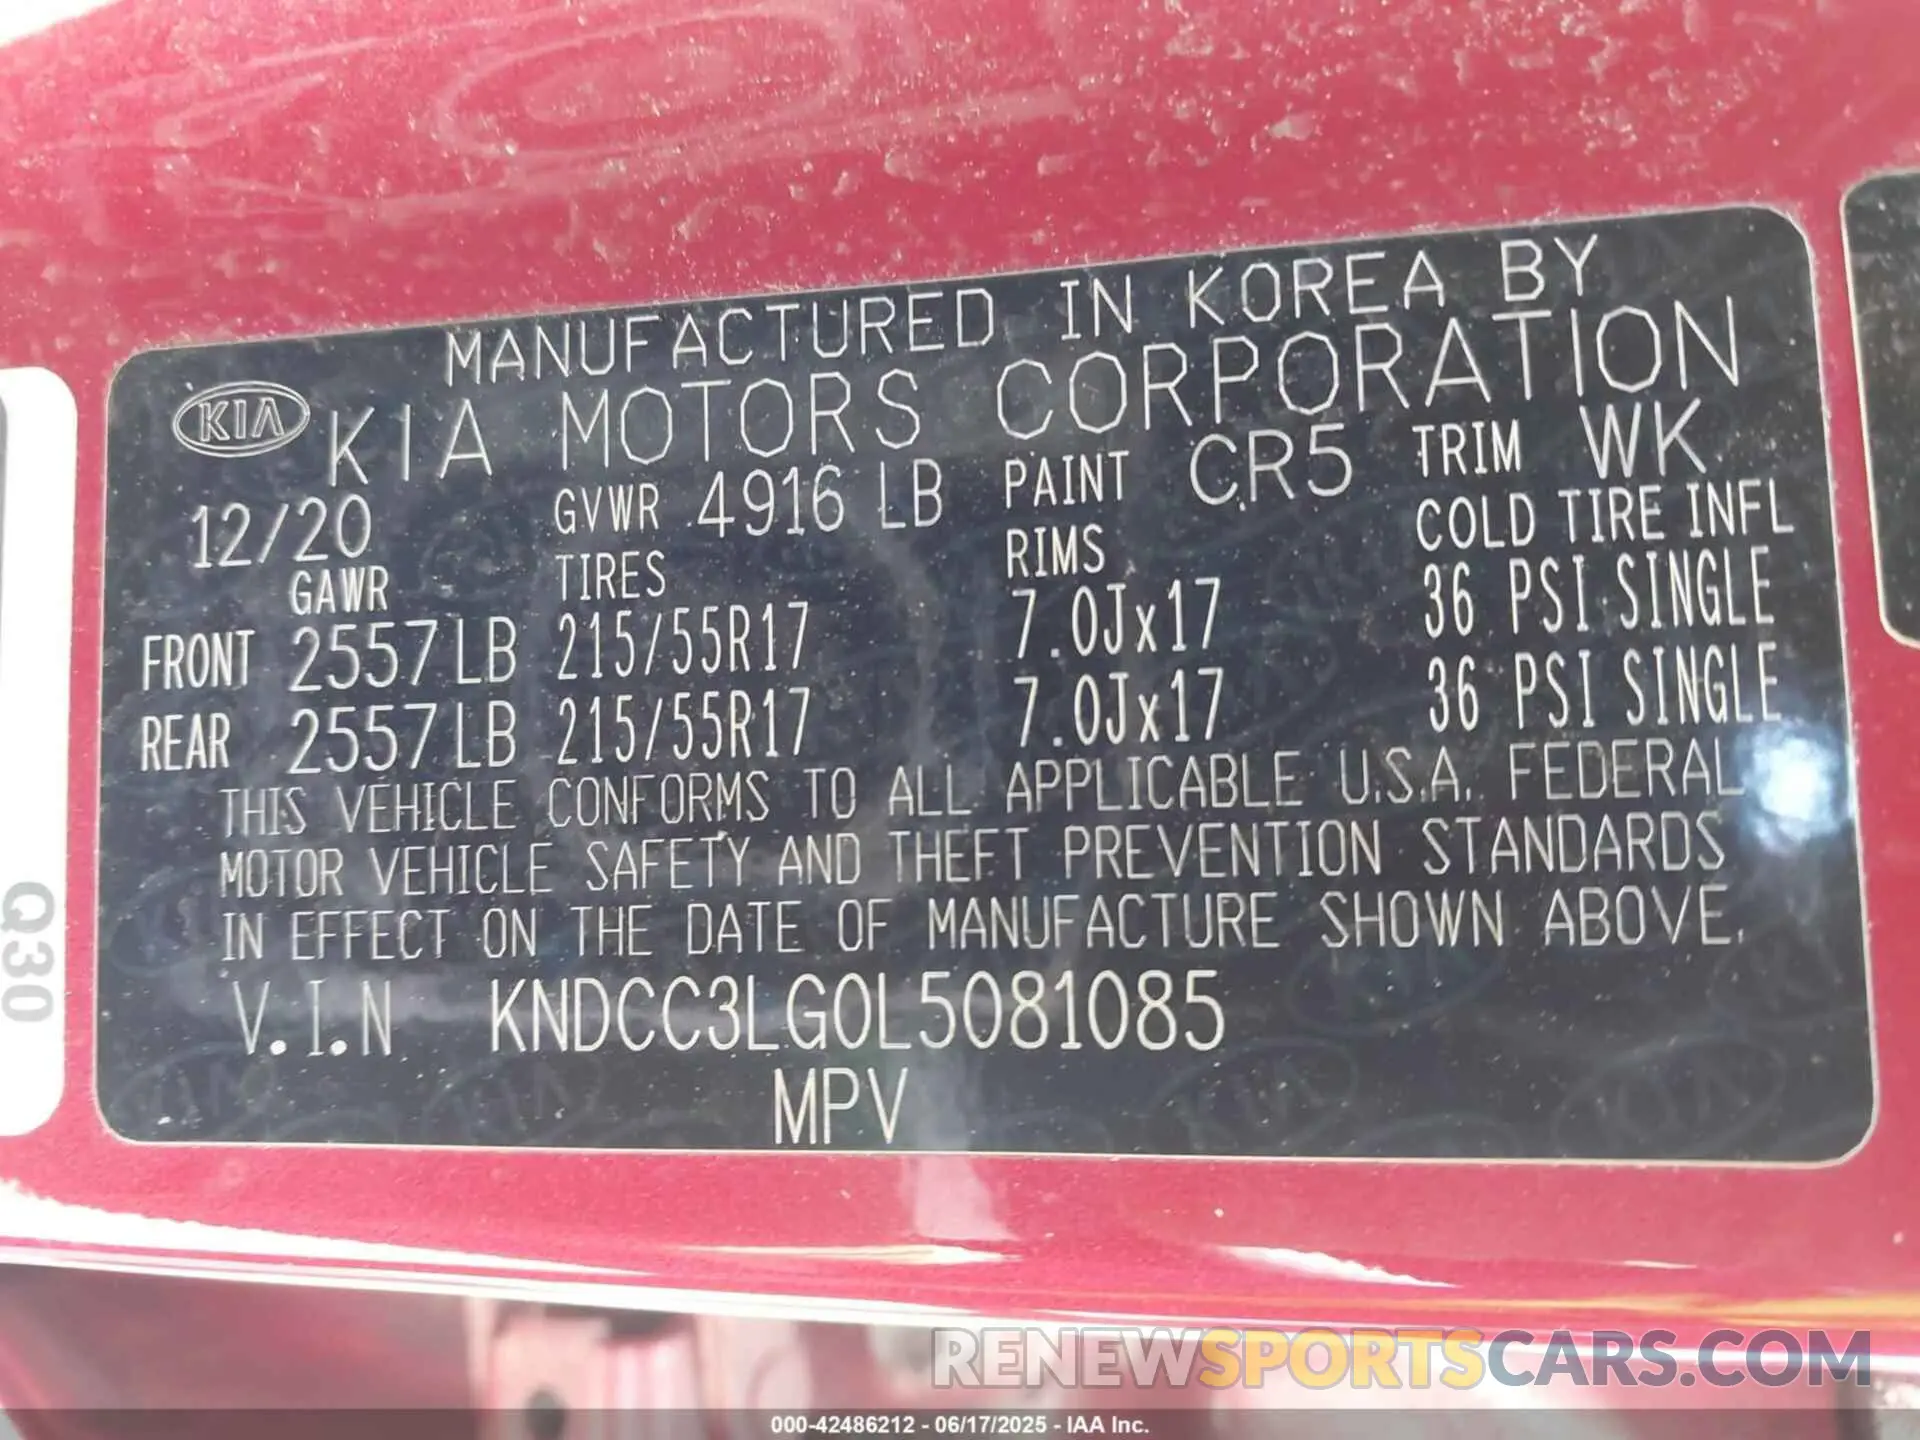 MANUFACTURED IN KOREA BY
KIA KIA MOTORS CORPORATION
12/20 GVWR 4916 LB PAINT CR5 TRIM WK
GAWR TIRES RIMS COLD TIRE INFL
FRONT 2557LB 215/55R17 7.0Jx17 36 PSI SINGLE
REAR 2557LB 215/55R17 7.0Jx17 36 PSI SINGLE
THIS VEHICLE CONFORMS TO ALL APPLICABLE U.S.A. FEDERAL
MOTOR VEHICLE SAFETY AND THEFT PREVENTION STANDARDS
IN EFFECT ON THE DATE OF MANUFACTURE SHOWN ABOVE.
V.I.N KNDCC3LG0L5081085
MPV
Q30
RENEWSPORTSCARS.COM
000-42486212 - 06/17/2025 - IAA Inc.